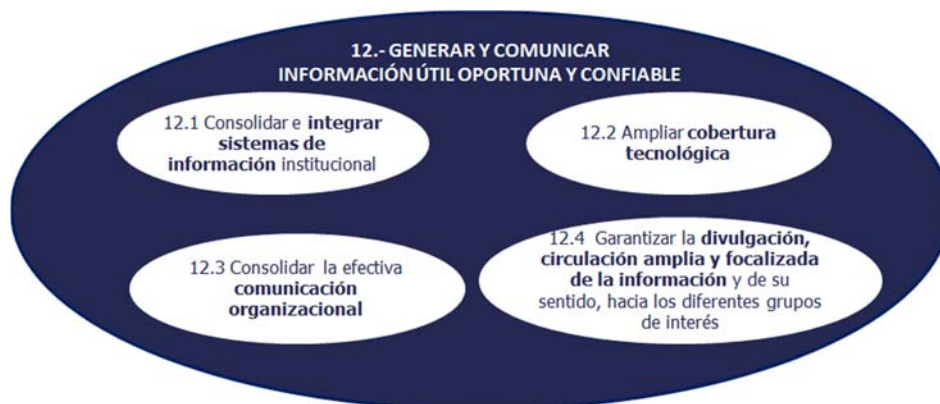 12.- GENERAR Y COMUNICAR
INFORMACIÓN ÚTIL OPORTUNA Y CONFIABLE
12.1 Consolidar e integrar
sistemas de
información institucional
12.2 Ampliar cobertura
tecnológica
12.3 Consolidar la efectiva
comunicación
organizacional
12.4 Garantizar la divulgación,
circulación amplia y focalizada
de la información y de su
sentido, hacia los diferentes grupos
de interés